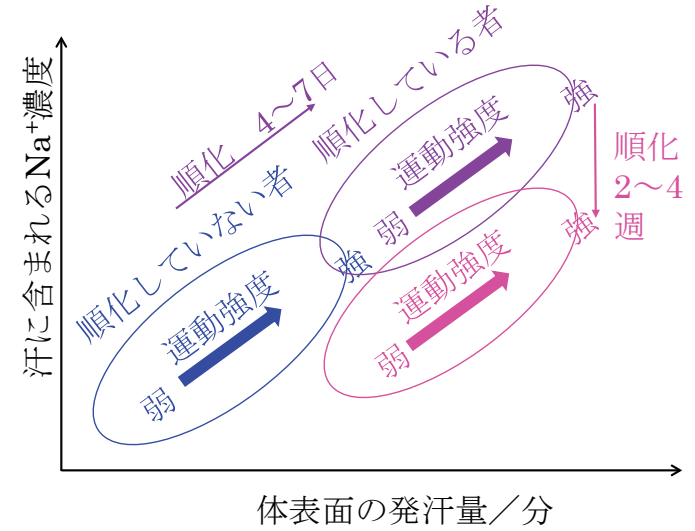 汗に含まれるNa⁺濃度
順化 4～7日
順化している者
強
運動強度
弱
順化
2～4
週
順化していない者
強
運動強度
弱
強
運動強度
弱
体表面の発汗量／分